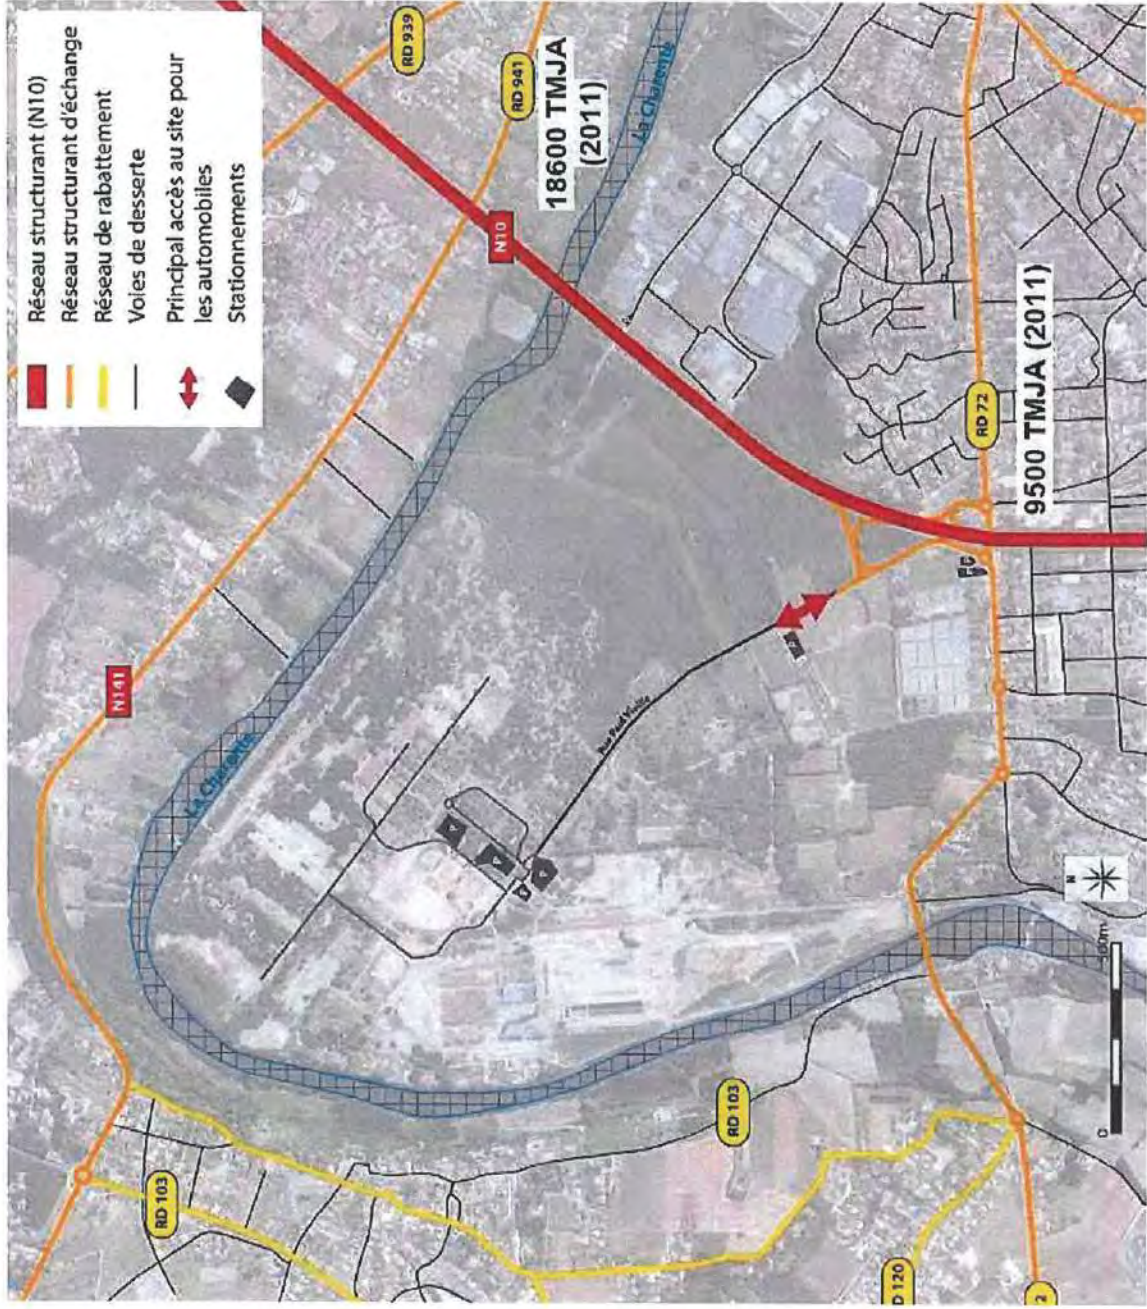 Réseau structurant (N10)
Réseau structurant d'échange
Réseau de rabattement
Voies de desserte
Principal accès au site pour
les automobiles
Stationnements
RD 939
RD 941
18600 TMJA
(2011)
La Charente
N10
N141
La Charente
RD 72
9500 TMJA (2011)
Rue Paul Vieille
P
N
0
RD 103
RD 103
D 120
2